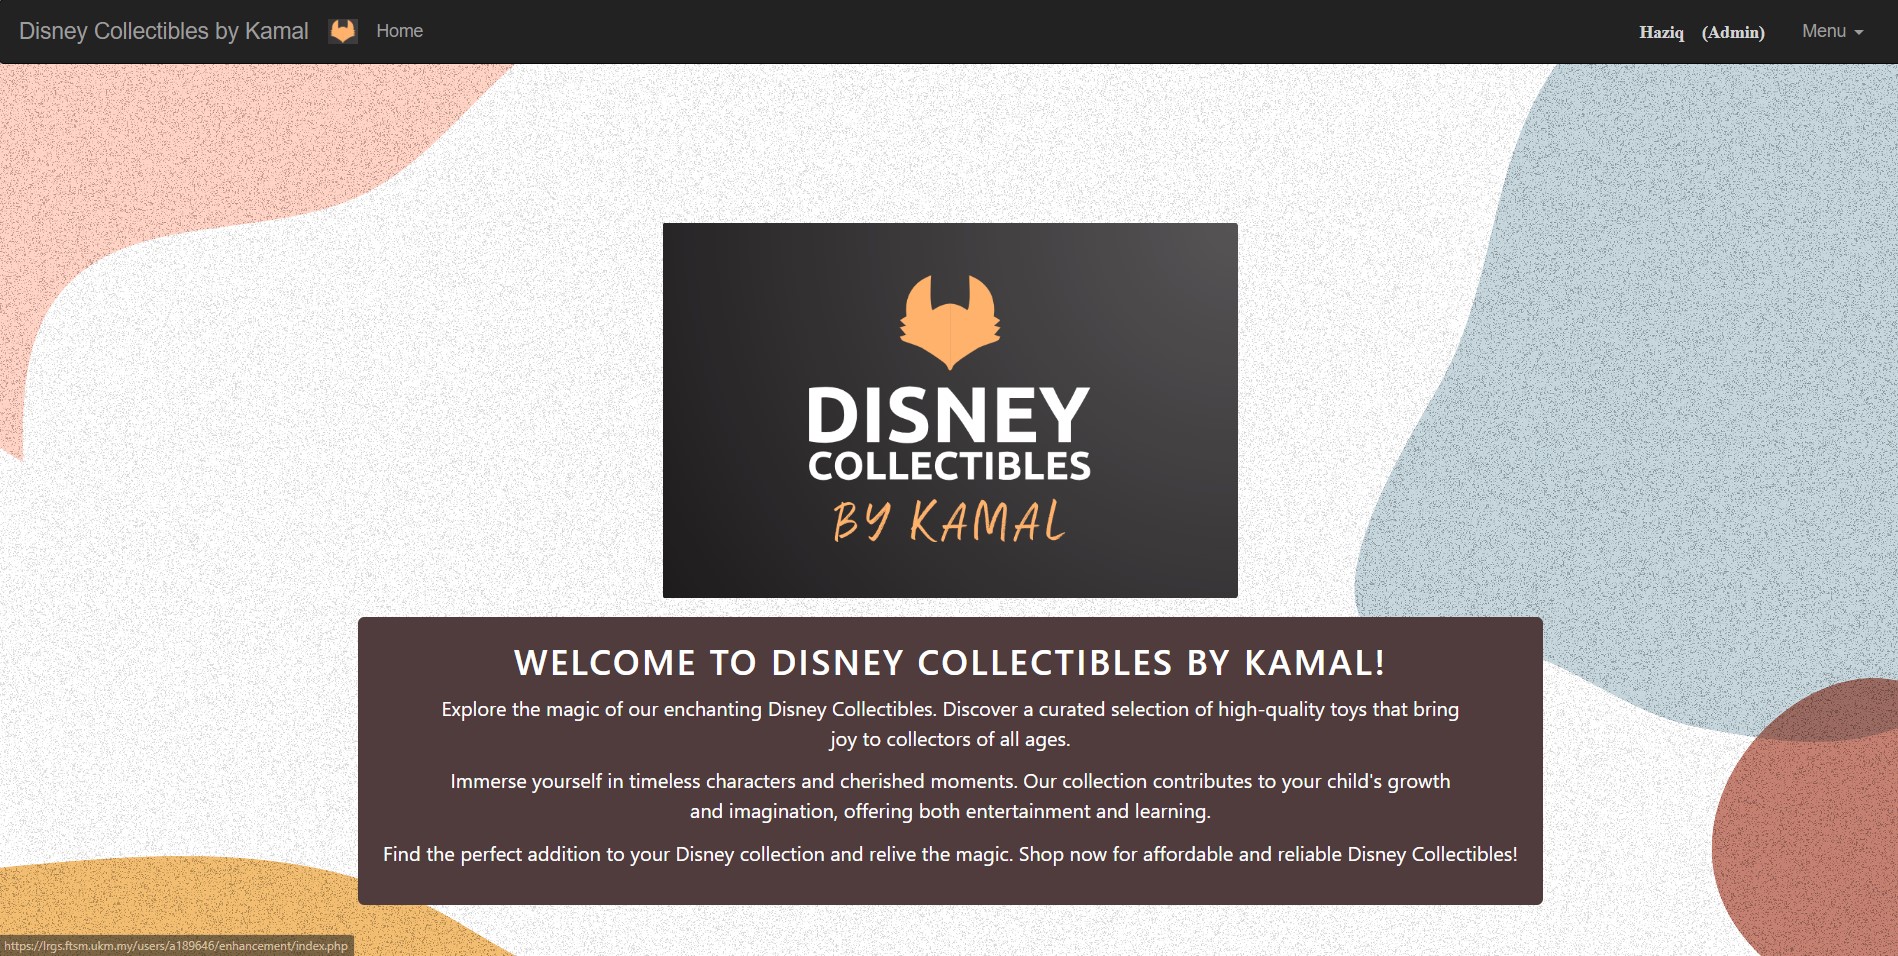 Disney Collectibles by Kamal Home Haziq (Admin) Menu
DISNEY
COLLECTIBLES
BY KAMAL
WELCOME TO DISNEY COLLECTIBLES BY KAMAL!
Explore the magic of our enchanting Disney Collectibles. Discover a curated selection of high-quality toys that bring
joy to collectors of all ages.
Immerse yourself in timeless characters and cherished moments. Our collection contributes to your child's growth
and imagination, offering both entertainment and learning.
Find the perfect addition to your Disney collection and relive the magic. Shop now for affordable and reliable Disney Collectibles!
https://lrgs.ftsm.ukm.my/users/a189646/enhancement/index.php